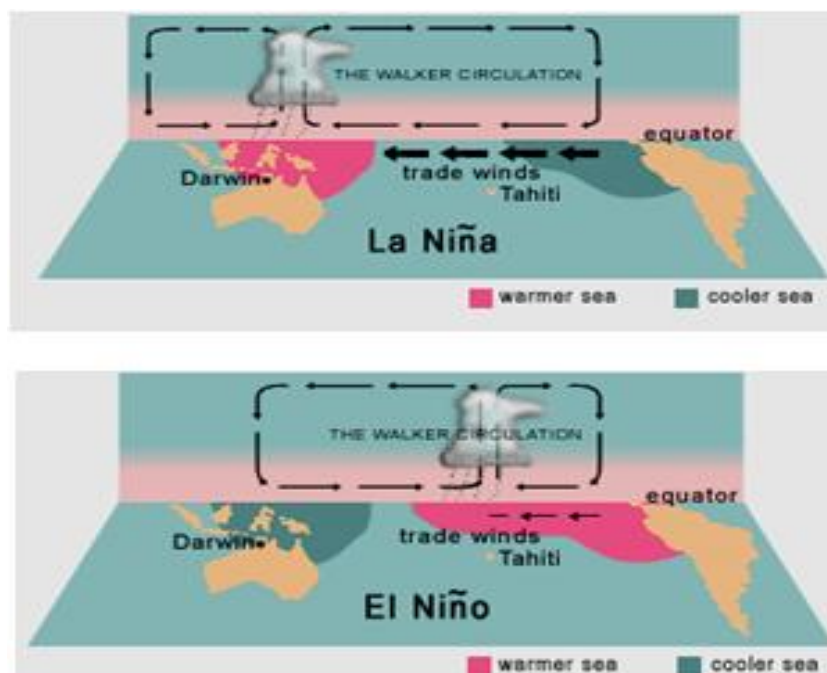 THE WALKER CIRCULATION
equator
Darwin
trade winds
Tahiti
La Niña
warmer sea
cooler sea
THE WALKER CIRCULATION
equator
Darwin
trade winds
Tahiti
El Niño
warmer sea
cooler sea